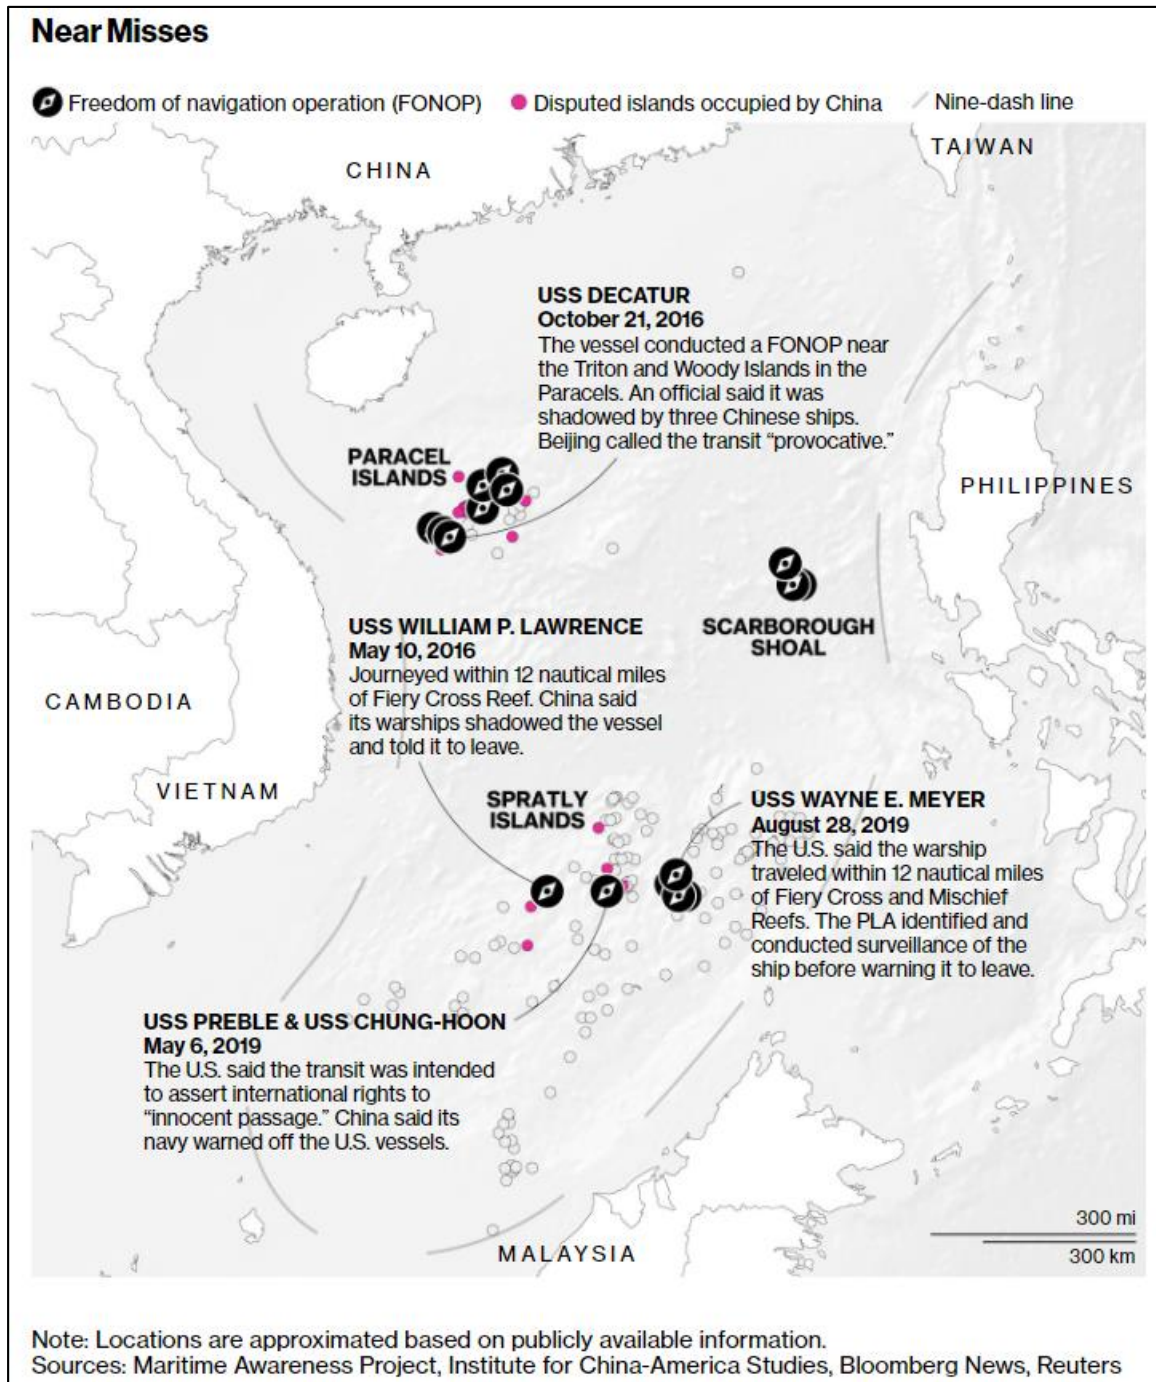 Near Misses
Freedom of navigation operation (FONOP)
Disputed islands occupied by China
Nine-dash line
TAIWAN
CHINA
USS DECATUR
October 21, 2016
The vessel conducted a FONOP near
the Triton and Woody Islands in the
Paracels. An official said it was
shadowed by three Chinese ships.
Beijing called the transit “provocative.”
PARACEL
ISLANDS
PHILIPPINES
SCARBOROUGH
SHOAL
USS WILLIAM P. LAWRENCE
May 10, 2016
Journeyed within 12 nautical miles
of Fiery Cross Reef. China said
its warships shadowed the vessel
and told it to leave.
CAMBODIA
VIETNAM
SPRATLY
ISLANDS
USS WAYNE E. MEYER
August 28, 2019
The U.S. said the warship
traveled within 12 nautical miles
of Fiery Cross and Mischief
Reefs. The PLA identified and
conducted surveillance of the
ship before warning it to leave.
USS PREBLE & USS CHUNG-HOON
May 6, 2019
The U.S. said the transit was intended
to assert international rights to
“innocent passage.” China said its
navy warned off the U.S. vessels.
MALAYSIA
300 mi
300 km
Note: Locations are approximated based on publicly available information.
Sources: Maritime Awareness Project, Institute for China-America Studies, Bloomberg News, Reuters